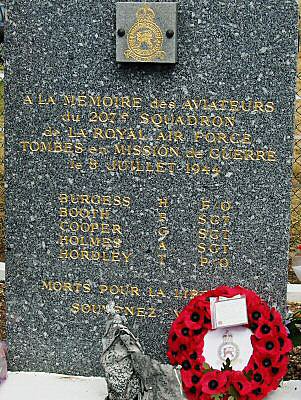 A LA MEMOIRE des AVIATEURS
du 207e SQUADRON
de LA ROYAL AIR FORCE
TOMBES en MISSION de GUERRE
le 8 JUILLET 1944
BURGESS H F/O
BOOTH E SGT
COOPER G SGT
HOLMES A SGT
HORDLEY T P/O
MORTS POUR LA
SOUVENEZ